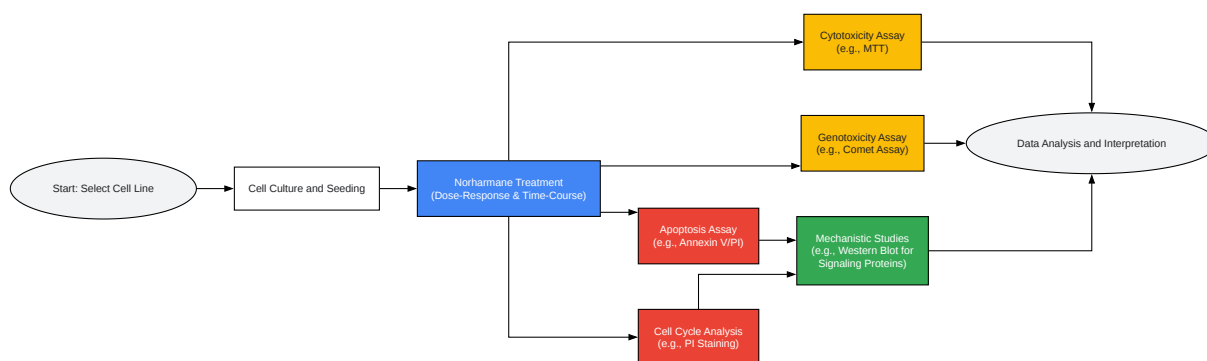 Cytotoxicity Assay
(e.g., MTT)
Genotoxicity Assay
(e.g., Comet Assay)
Data Analysis and Interpretation
Start: Select Cell Line
Cell Culture and Seeding
Norharmane Treatment
(Dose-Response & Time-Course)
Apoptosis Assay
(e.g., Annexin V/PI)
Mechanistic Studies
(e.g., Western Blot for
Signaling Proteins)
Cell Cycle Analysis
(e.g., PI Staining)